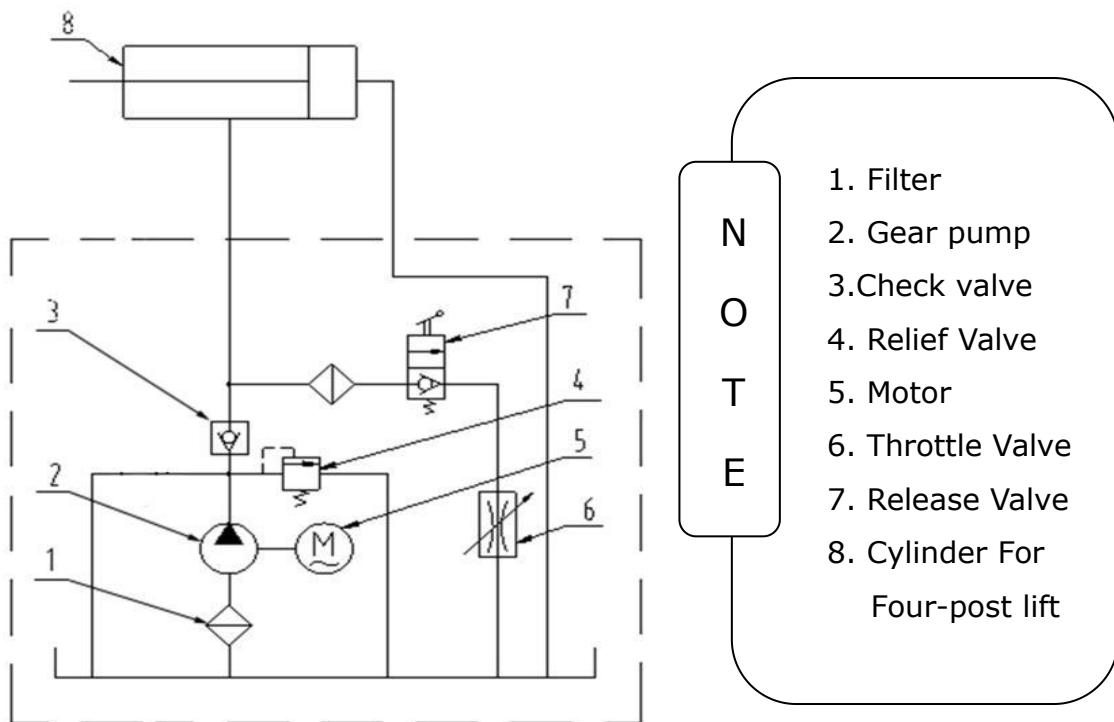 8
7
3
4
5
2
6
1
M
N
O
T
E
1. Filter
2. Gear pump
3.Check valve
4. Relief Valve
5. Motor
6. Throttle Valve
7. Release Valve
8. Cylinder For
Four-post lift